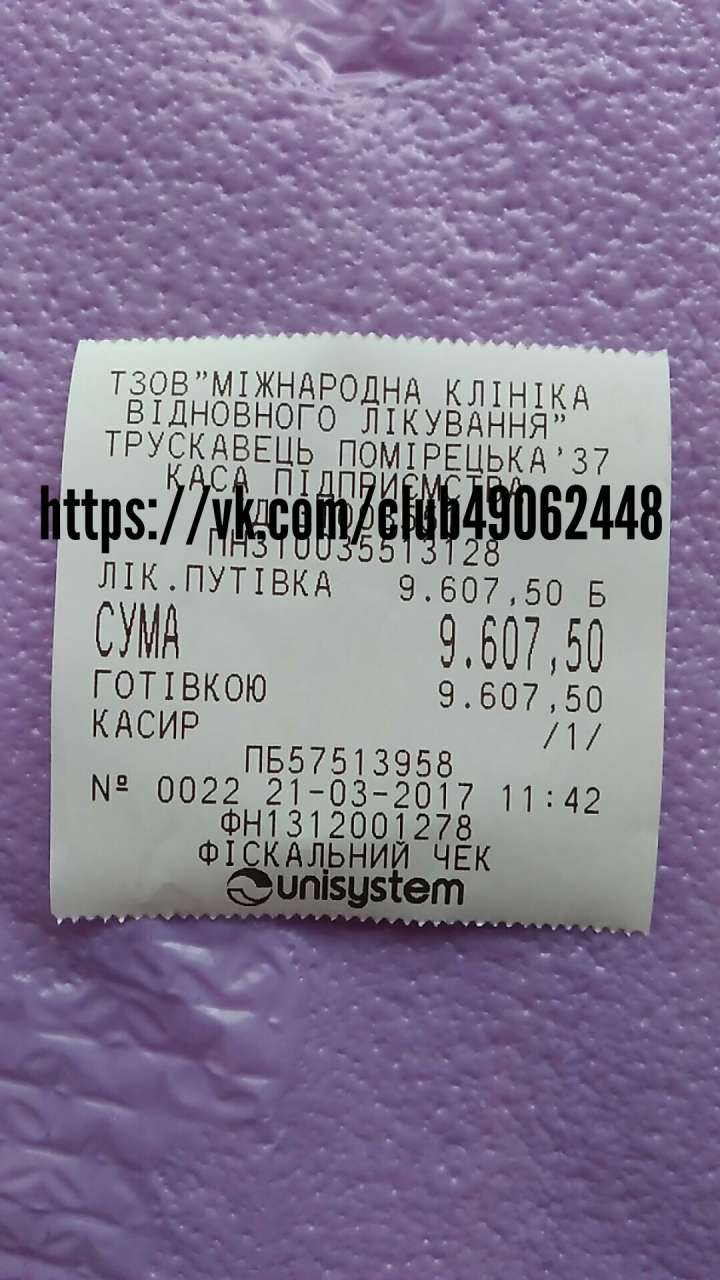 ТЗОВ"МІЖНАРОДНА КЛІНІКА
ВІДНОВНОГО ЛІКУВАННЯ"
ТРУСКАВЕЦЬ ПОМІРЕЦЬКА'37
КАСА ПІДПРИЄМСТВА
https://vk.com/club49062448
ПН310035513128
ЛІК.ПУТІВКА 9.607,50 Б
СУМА 9.607,50
ГОТІВКОЮ 9.607,50
КАСИР /1/
ПБ57513958
№ 0022 21-03-2017 11:42
ФН1312001278
ФІСКАЛЬНИЙ ЧЕК
unisystem